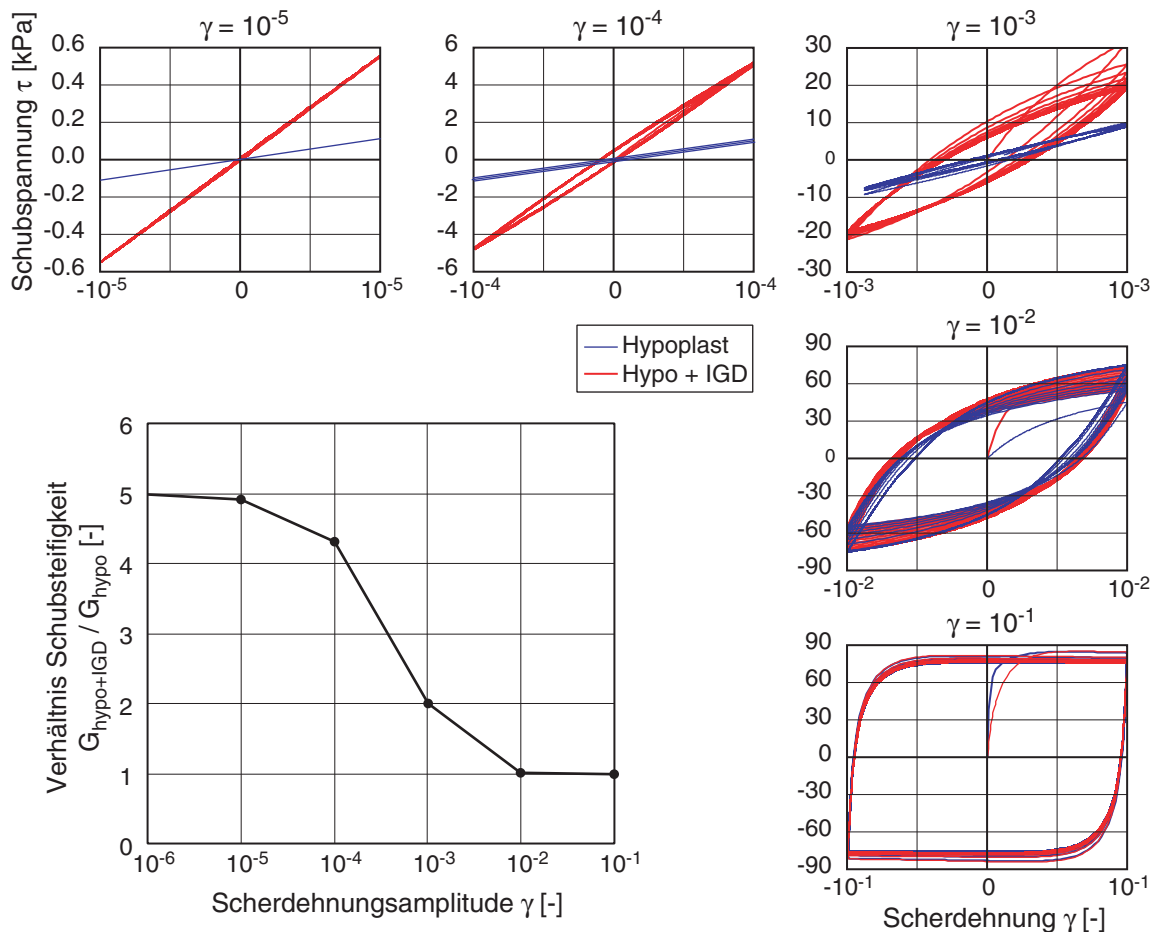 γ = 10-5
γ = 10-4
γ = 10-3
Schubspannung τ [kPa]
0.6
0.4
0.2
0.0
-0.2
-0.4
-0.6
-10-5 0 10-5
6
4
2
0
-2
-4
-6
-10-4 0 10-4
30
20
10
0
-10
-20
-30
-10-3 0 10-3
Hypoplast
Hypo + IGD
γ = 10-2
90
60
30
0
-30
-60
-90
-10-2 0 10-2
Verhältnis Schubsteifigkeit
Ghypo+IGD / Ghypo [-]
6
5
4
3
2
1
0
10-6 10-5 10-4 10-3 10-2 10-1
Scherdehnungsamplitude γ [-]
γ = 10-1
90
60
30
0
-30
-60
-90
-10-1 0 10-1
Scherdehnung γ [-]